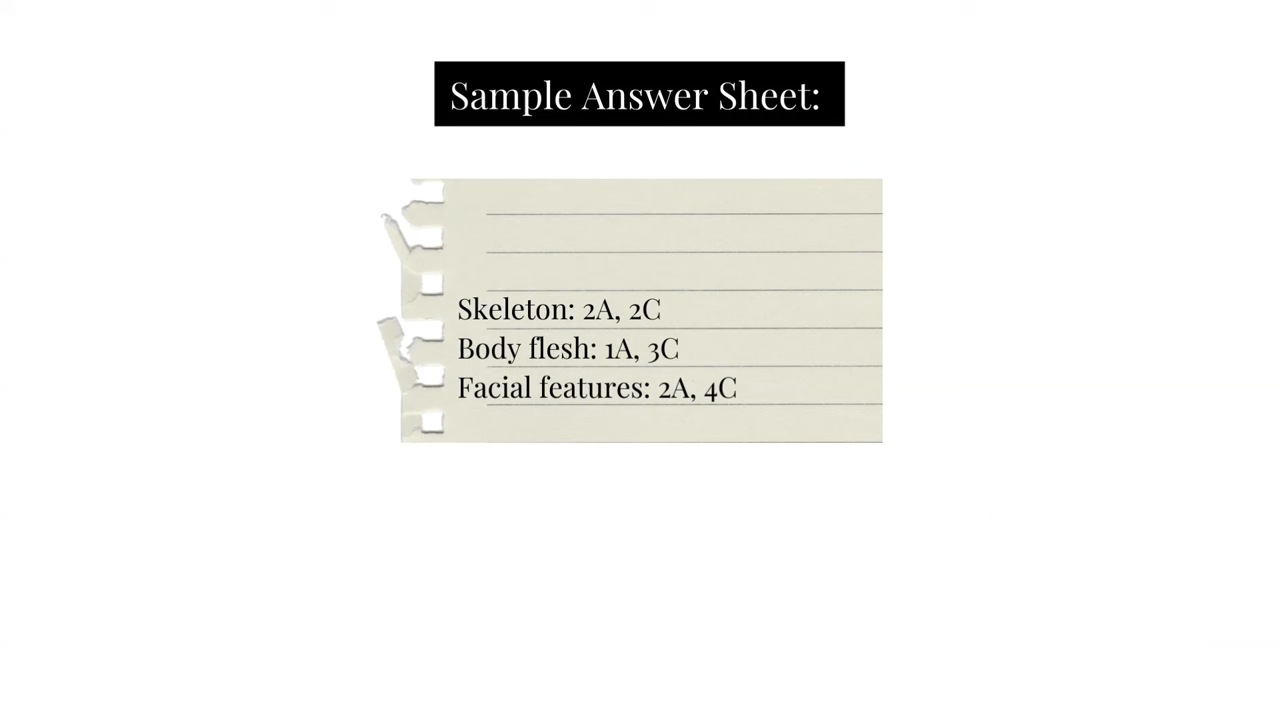 Sample Answer Sheet:
Skeleton: 2A, 2C
Body flesh: 1A, 3C
Facial features: 2A, 4C